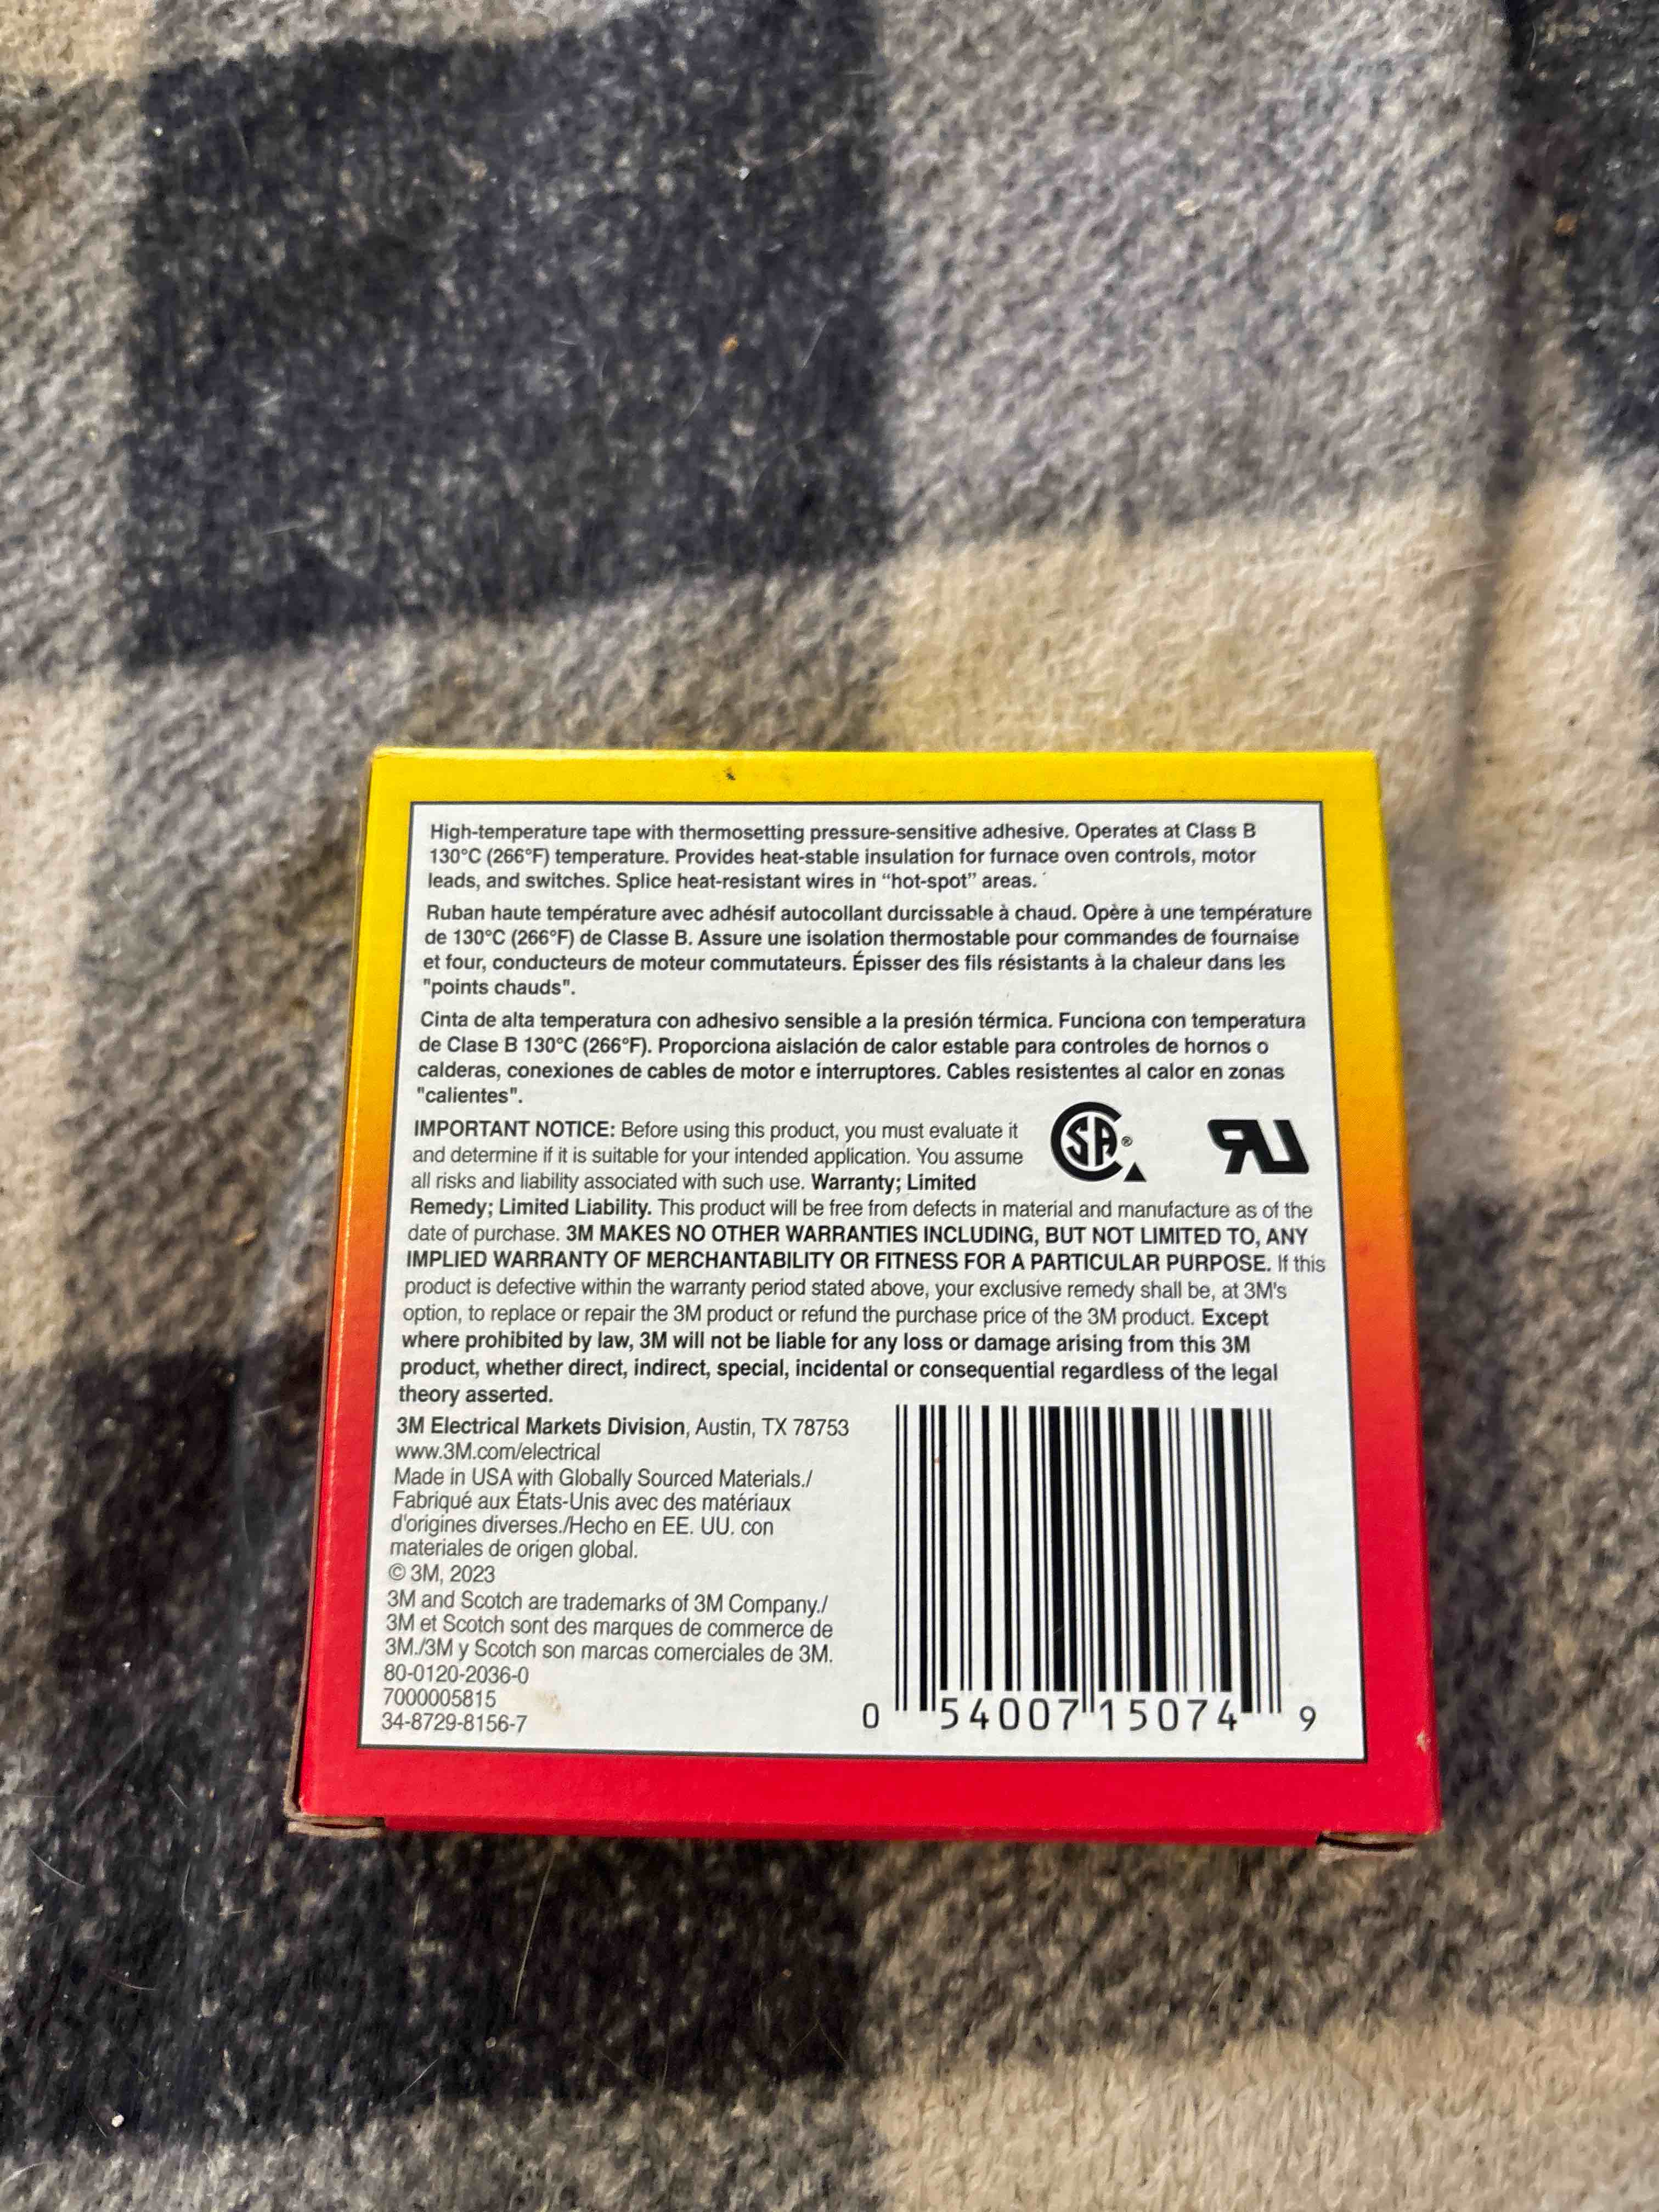 High-temperature tape with thermosetting pressure-sensitive adhesive. Operates at Class B
130°C (266°F) temperature. Provides heat-stable insulation for furnace oven controls, motor
leads, and switches. Splice heat-resistant wires in “hot-spot” areas.
Ruban haute température avec adhésif autocollant durcissable à chaud. Opère à une température
de 130°C (266°F) de Classe B. Assure une isolation thermostable pour commandes de fournaise
et four, conducteurs de moteur commutateurs. Épisser des fils résistants à la chaleur dans les
"points chauds".
Cinta de alta temperatura con adhesivo sensible a la presión térmica. Funciona con temperatura
de Clase B 130°C (266°F). Proporciona aislación de calor estable para controles de hornos o
calderas, conexiones de cables de motor e interruptores. Cables resistentes al calor en zonas
"calientes".
IMPORTANT NOTICE: Before using this product, you must evaluate it
and determine if it is suitable for your intended application. You assume
all risks and liability associated with such use. Warranty; Limited
Remedy; Limited Liability. This product will be free from defects in material and manufacture as of the
date of purchase. 3M MAKES NO OTHER WARRANTIES INCLUDING, BUT NOT LIMITED TO, ANY
IMPLIED WARRANTY OF MERCHANTABILITY OR FITNESS FOR A PARTICULAR PURPOSE. If this
product is defective within the warranty period stated above, your exclusive remedy shall be, at 3M's
option, to replace or repair the 3M product or refund the purchase price of the 3M product. Except
where prohibited by law, 3M will not be liable for any loss or damage arising from this 3M
product, whether direct, indirect, special, incidental or consequential regardless of the legal
theory asserted.
SA®
RU
3M Electrical Markets Division, Austin, TX 78753
www.3M.com/electrical
Made in USA with Globally Sourced Materials./
Fabriqué aux États-Unis avec des matériaux
d'origines diverses./Hecho en EE. UU. con
materiales de origen global.
© 3M, 2023
3M and Scotch are trademarks of 3M Company./
3M et Scotch sont des marques de commerce de
3M./3M y Scotch son marcas comerciales de 3M.
80-0120-2036-0
7000005815
34-8729-8156-7
0 54007 15074 9